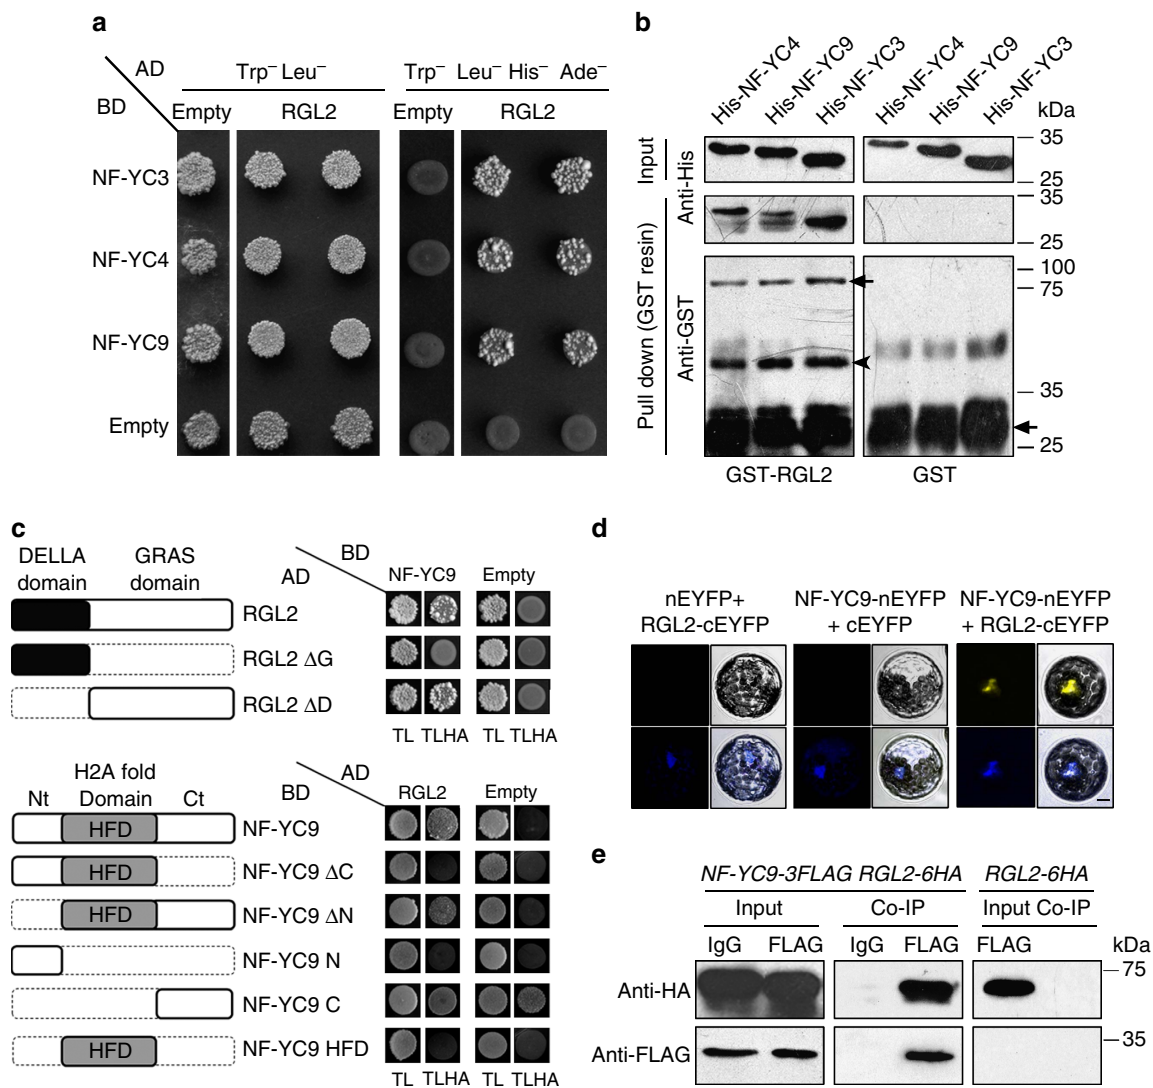 a
AD
BD
Trp– Leu–
Trp– Leu– His– Ade–
Empty
RGL2
Empty
RGL2
NF-YC3
NF-YC4
NF-YC9
Empty
b
His-NF-YC4
His-NF-YC9
His-NF-YC3
His-NF-YC4
His-NF-YC9
His-NF-YC3
kDa
Input
Anti-His
Pull down (GST resin)
Anti-GST
35
25
35
25
100
75
35
25
GST-RGL2
GST
c
DELLA domain
GRAS domain
BD
AD
NF-YC9
Empty
RGL2
RGL2 ΔG
RGL2 ΔD
TL TLHA TL TLHA
H2A fold
Nt Domain Ct
AD
BD
RGL2
Empty
HFD NF-YC9
HFD NF-YC9 ΔC
HFD NF-YC9 ΔN
NF-YC9 N
NF-YC9 C
HFD NF-YC9 HFD
TL TLHA TL TLHA
d
nEYFP+
RGL2-cEYFP
NF-YC9-nEYFP
+ cEYFP
NF-YC9-nEYFP
+ RGL2-cEYFP
e
NF-YC9-3FLAG RGL2-6HA
RGL2-6HA
Input
Co-IP
Input Co-IP
IgG FLAG IgG FLAG FLAG
kDa
Anti-HA
75
Anti-FLAG
35